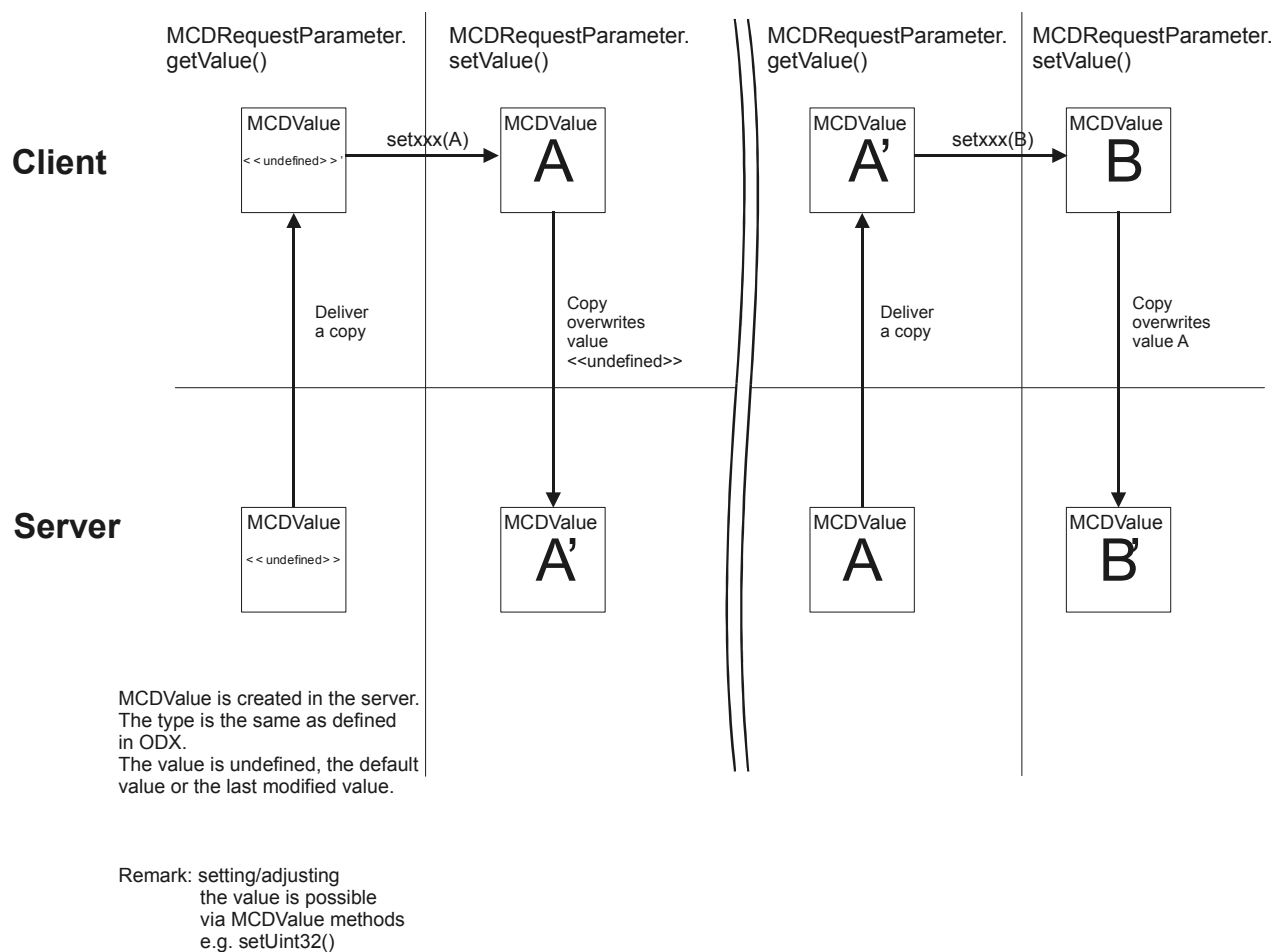 MCDRequestParameter.
getValue()
MCDRequestParameter.
setValue()
MCDRequestParameter.
getValue()
MCDRequestParameter.
setValue()
Client
MCDValue
<<undefined>>'
setxxx(A)
MCDValue
A
MCDValue
A'
setxxx(B)
MCDValue
B
Deliver
a copy
Copy
overwrites
value
<<undefined>>
Deliver
a copy
Copy
overwrites
value A
Server
MCDValue
<<undefined>>
MCDValue
A'
MCDValue
A
MCDValue
B'
MCDValue is created in the server.
The type is the same as defined
in ODX.
The value is undefined, the default
value or the last modified value.
Remark: setting/adjusting
the value is possible
via MCDValue methods
e.g. setUint32()